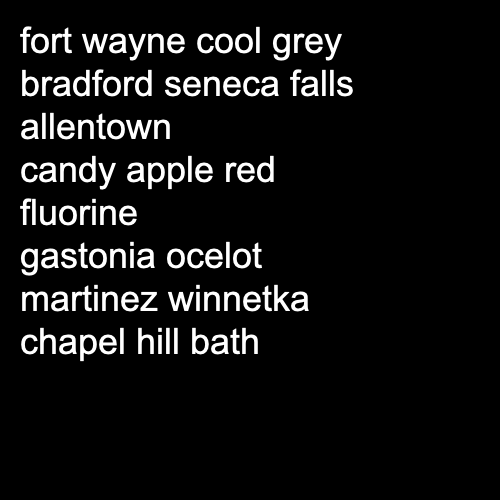 fort wayne cool grey
bradford seneca falls
allentown
candy apple red
fluorine
gastonia ocelot
martinez winnetka
chapel hill bath